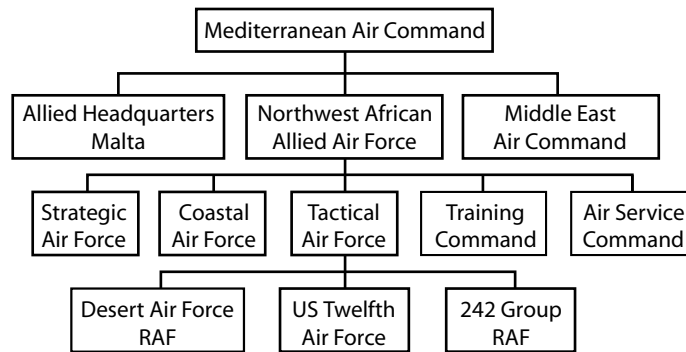 Mediterranean Air Command
Allied Headquarters
Malta
Northwest African
Allied Air Force
Middle East
Air Command
Strategic
Air Force
Coastal
Air Force
Tactical
Air Force
Training
Command
Air Service
Command
Desert Air Force
RAF
US Twelfth
Air Force
242 Group
RAF